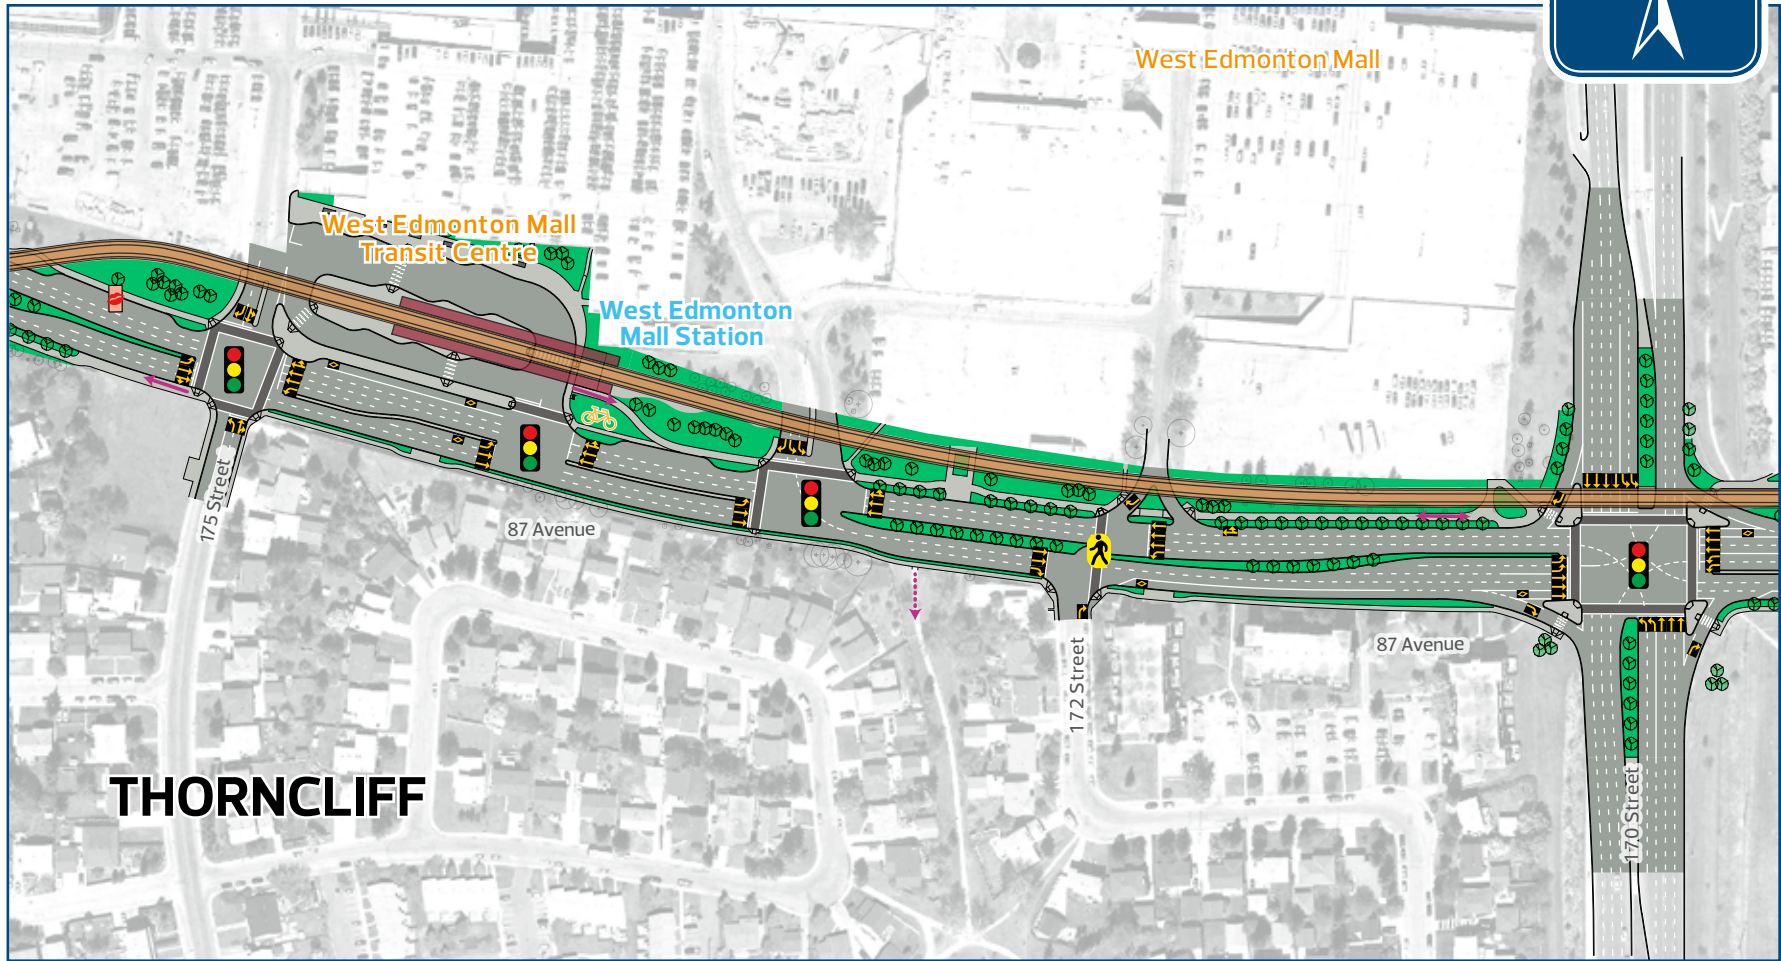 West Edmonton Mall
West Edmonton Mall
Transit Centre
West Edmonton
Mall Station
175 Street
87 Avenue
172 Street
87 Avenue
170 Street
THORNCLIFF